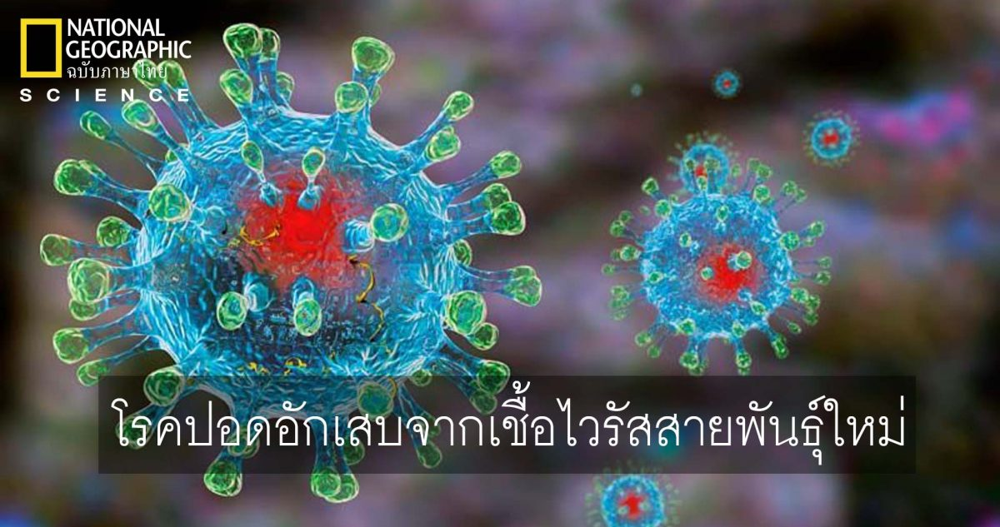 NATIONAL
GEOGRAPHIC
ฉบับภาษาไทย
SCIENCE
โรคปอดอักเสบจากเชื้อไวรัสสายพันธุ์ใหม่